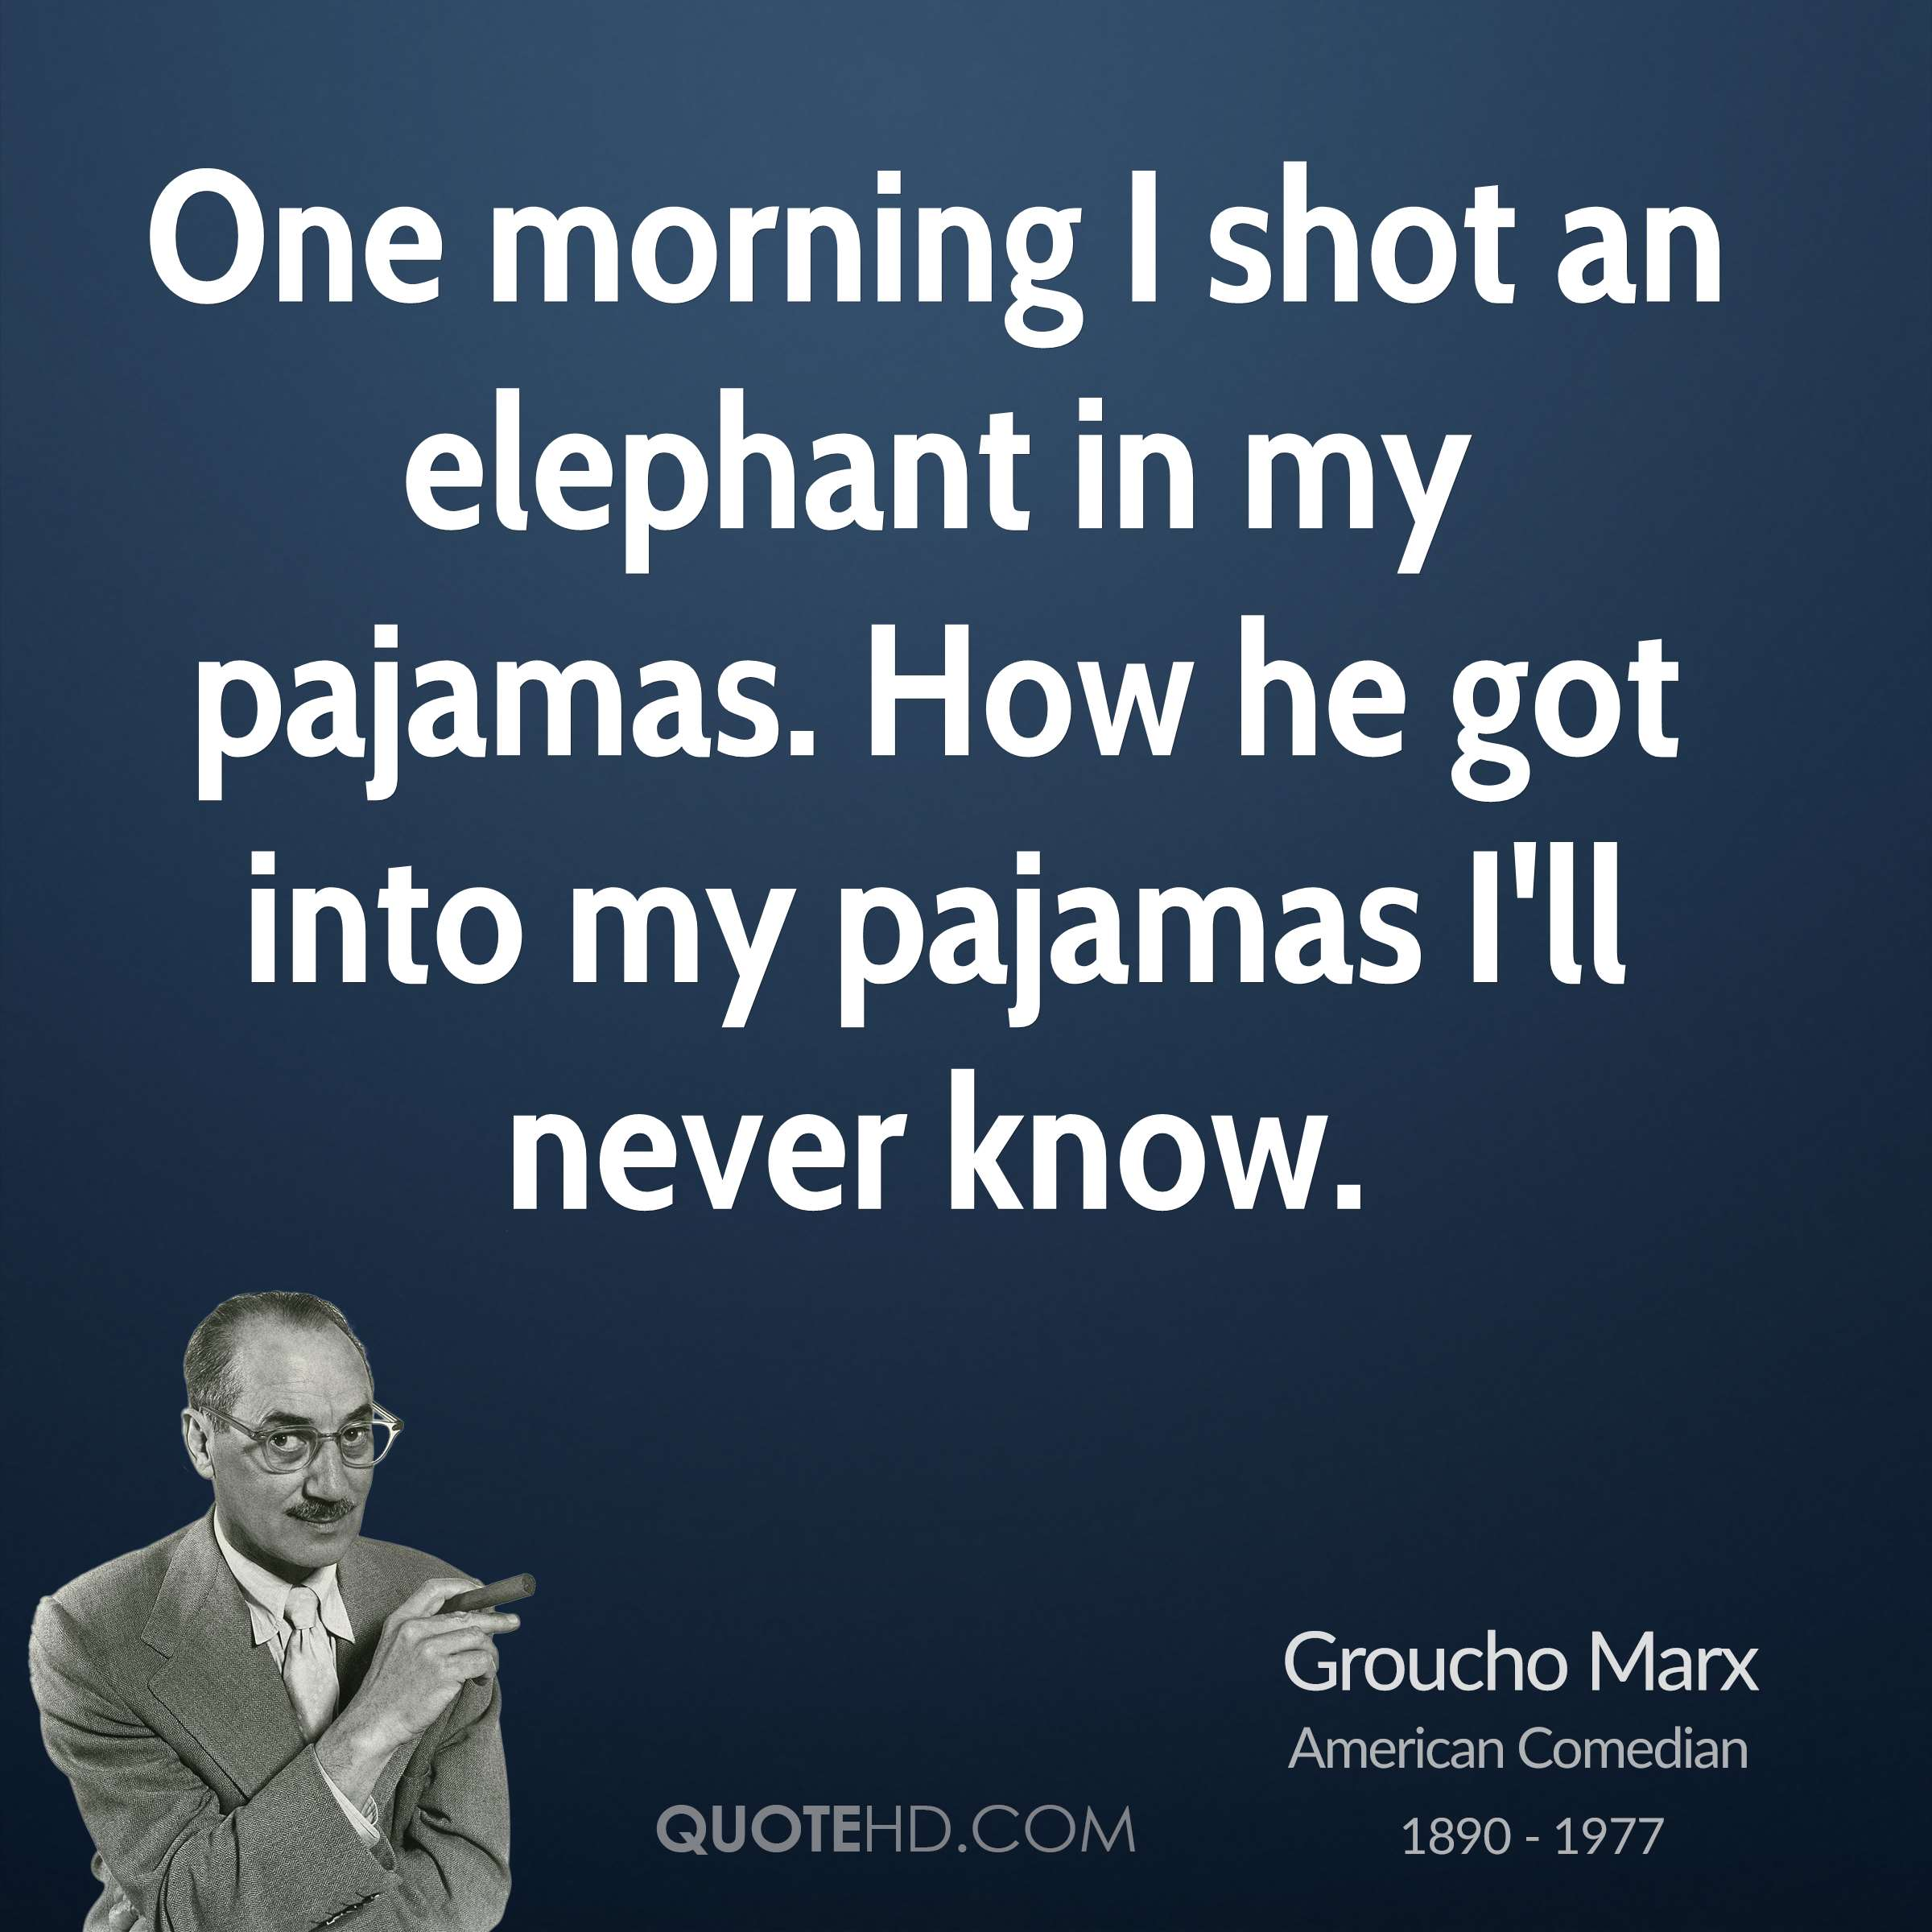 One morning I shot an
elephant in my
pajamas. How he got
into my pajamas I'll
never know.
Groucho Marx
American Comedian
1890 - 1977
QUOTEHD.COM